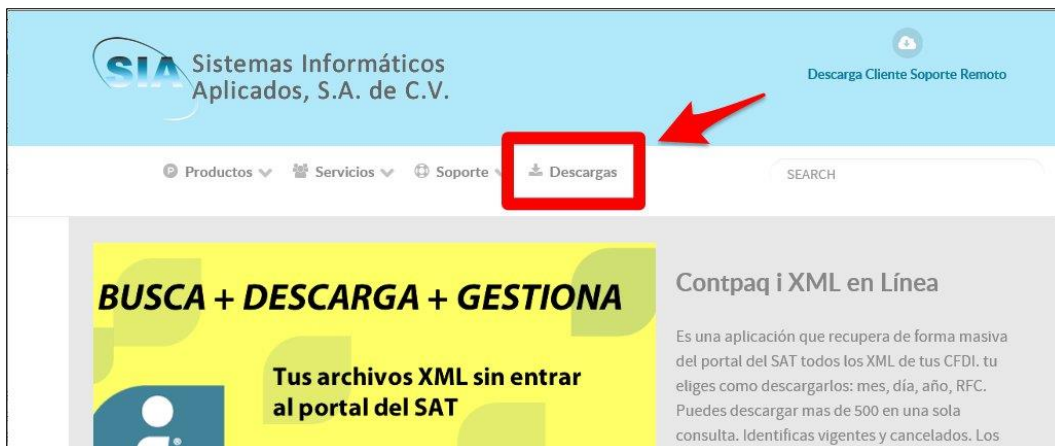 SIA
Sistemas Informáticos
Aplicados, S.A. de C.V.
Descarga Cliente Soporte Remoto
Productos
Servicios
Soporte
Descargas
SEARCH
BUSCA + DESCARGA + GESTIONA
Tus archivos XML sin entrar
al portal del SAT
Contpaq i XML en Línea
Es una aplicación que recupera de forma masiva
del portal del SAT todos los XML de tus CFDI. tu
eliges como descargarlos: mes, día, año, RFC.
Puedes descargar mas de 500 en una sola
consulta. Identificas vigentes y cancelados. Los